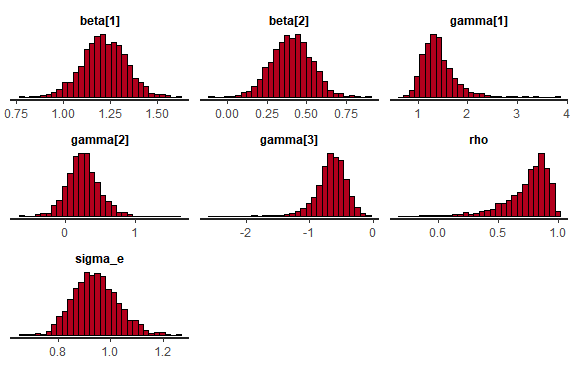 beta[1] beta[2] gamma[1]
0.75 1.00 1.25 1.50 0.00 0.25 0.50 0.75 1 2 3 4
gamma[2] gamma[3] rho
0 1 -2 -1 0 0.0 0.5 1.0
sigma_e
0.8 1.0 1.2